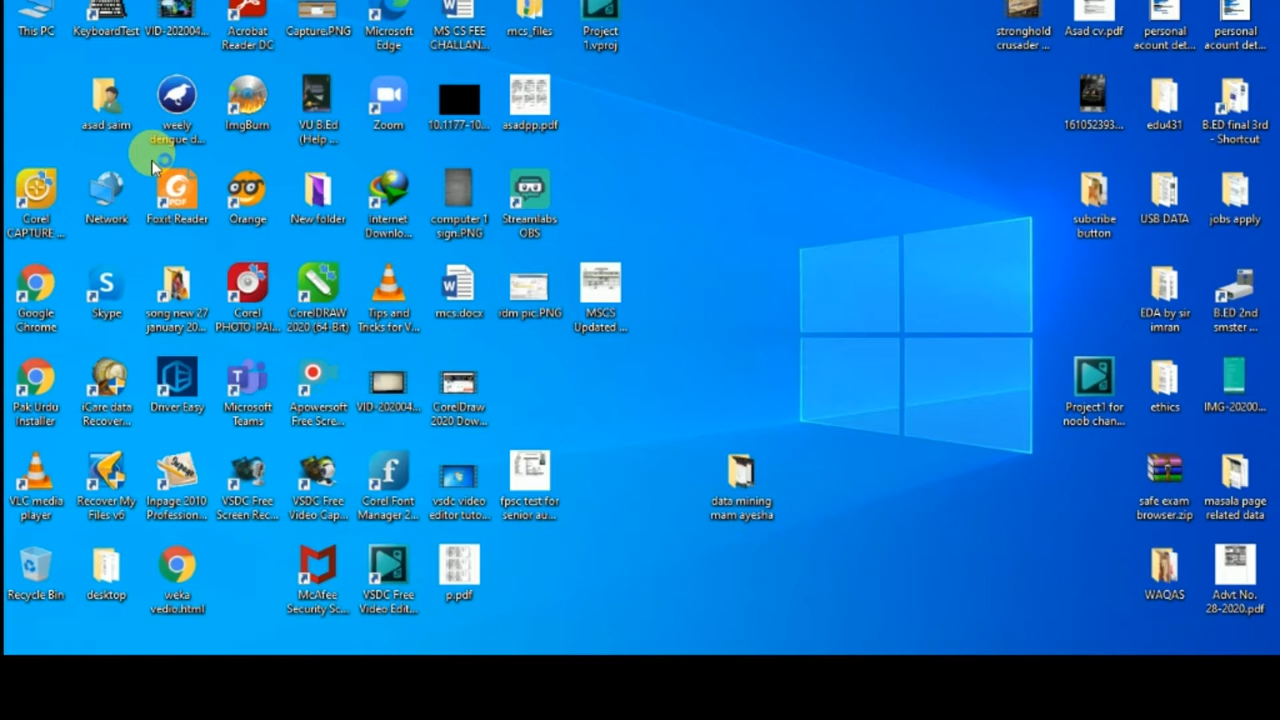 This PC
KeyboardTest
VID-202004...
Acrobat
Reader DC
Capture.PNG
Microsoft
Edge
MS CS FEE
CHALLAN...
mcs_files
Project
1.vproj
stronghold
crusader ...
Asad cv.pdf
personal
acount det...
personal
acount det...
asad saim
weely
dengue d...
ImgBurn
VU B.Ed
(Help ...
Zoom
10.1177-10...
asadpp.pdf
161052393...
edu431
B.ED final 3rd
- Shortcut
Corel
CAPTURE ...
Network
Foxit Reader
Orange
New folder
Internet
Downlo...
computer 1
sign.PNG
Streamlabs
OBS
subcribe
button
USB DATA
jobs apply
Google
Chrome
Skype
song new 27
january 20...
Corel
PHOTO-PAI...
CorelDRAW
2020 (64-Bit)
Tips and
Tricks for V...
mcs.docx
idm pic.PNG
MSCS
Updated ...
EDA by sir
imran
B.ED 2nd
smster ...
Pak Urdu
Installer
iCare data
Recover...
Driver Easy
Microsoft
Teams
Apowersoft
Free Scre...
VID-202004...
CorelDraw
2020 Dow...
Project1 for
noob chan...
ethics
IMG-20200...
VLC media
player
Recover My
Files v6
Inpage 2010
Profession...
VSDC Free
Screen Rec...
VSDC Free
Video Cap...
Corel Font
Manager 2...
vsdc video
editor tuto...
fpsc test for
senior au...
data mining
mam ayesha
safe exam
browser.zip
masala page
related data
Recycle Bin
desktop
weka
vedio.html
McAfee
Security Sc...
VSDC Free
Video Edit...
p.pdf
WAQAS
Advt No.
28-2020.pdf